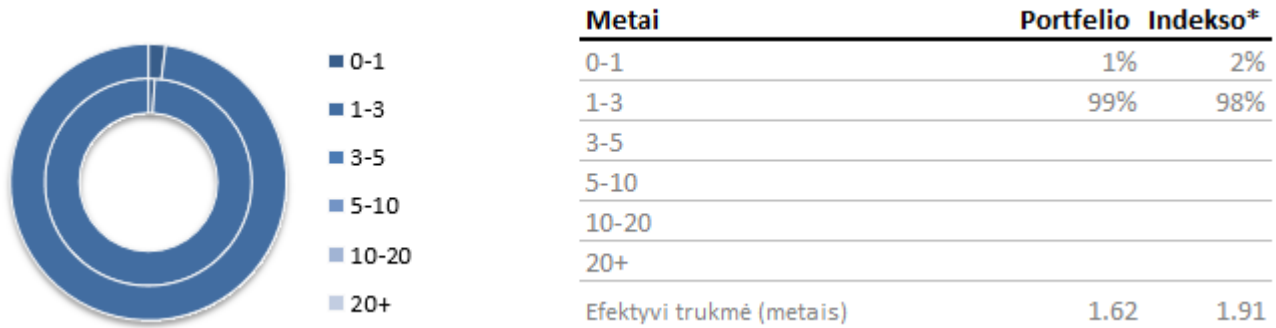 0-1
1-3
3-5
5-10
10-20
20+
Metai Portfelio Indekso*
0-1 1% 2%
1-3 99% 98%
3-5
5-10
10-20
20+
Efektyvi trukmė (metais) 1.62 1.91